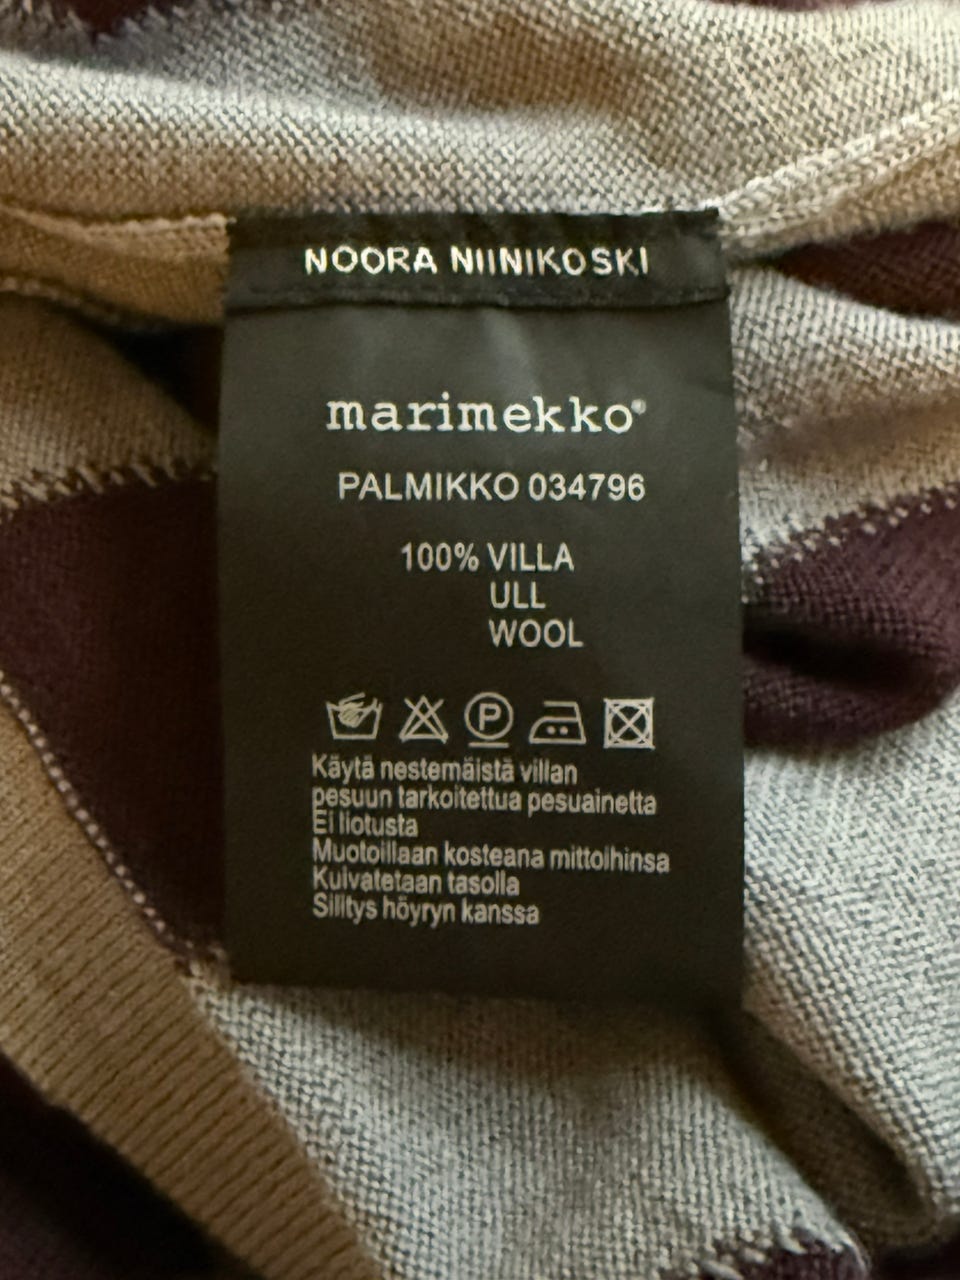 NOORA NIINIKOSKI
marimekko®
PALMIKKO 034796
100% VILLA
ULL
WOOL
P
Käytä nestemäistä villan
pesuun tarkoitettua pesuainetta
Ei liotusta
Muotoillaan kosteana mittoihinsa
Kuivatetaan tasolla
Silitys höyryn kanssa